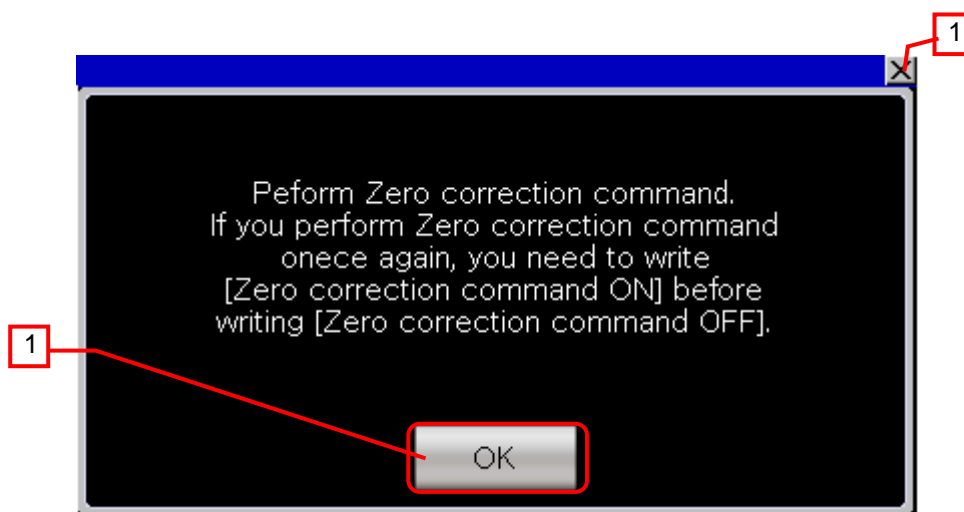 1
Peform Zero correction command.
If you perform Zero correction command
onece again, you need to write
[Zero correction command ON] before
writing [Zero correction command OFF].
1
OK